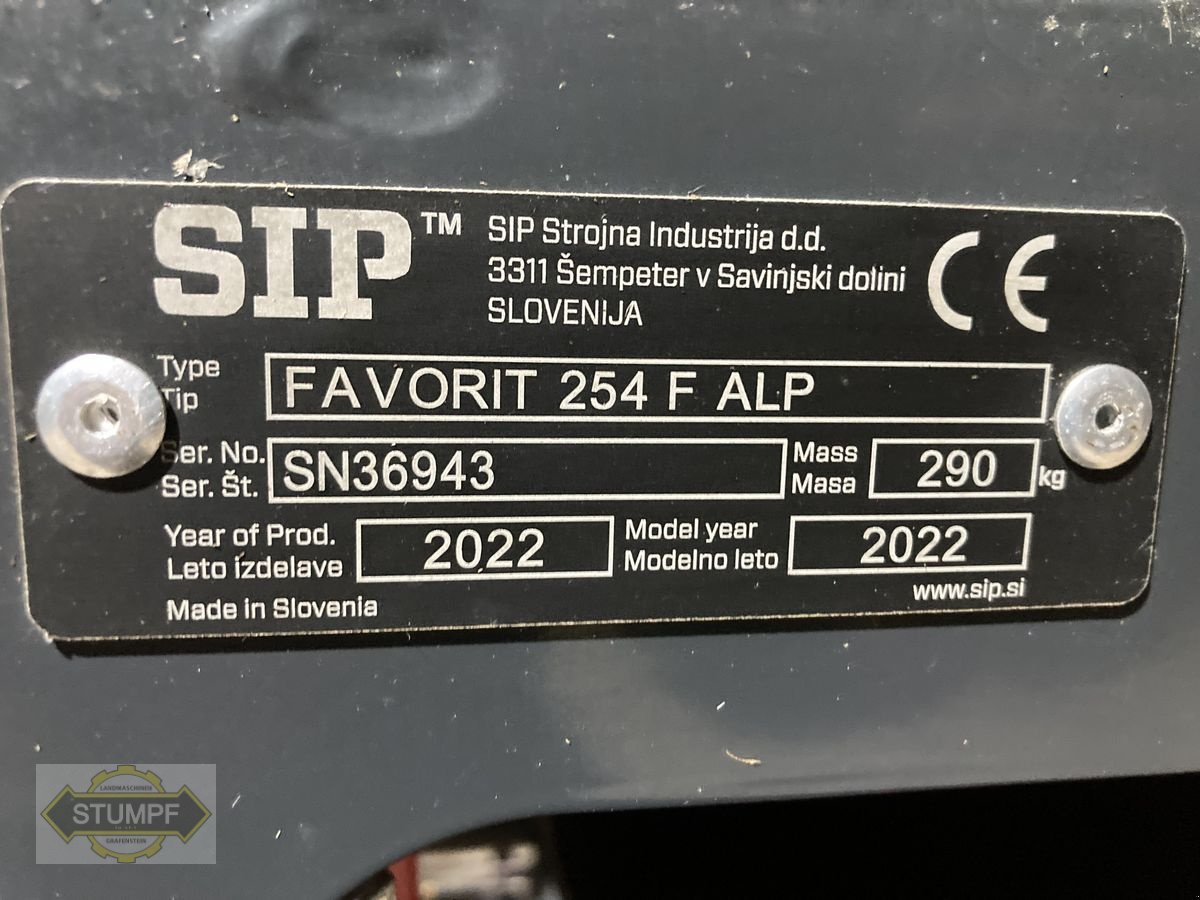 SIP™
SIP Strojna Industrija d.d.
3311 Šempeter v Savinjski dolini
SLOVENIJA
CE
Type
Tip
FAVORIT 254 F ALP
Ser. No.
Ser. Št.
SN36943
Mass
Masa
290
kg
Year of Prod.
Leto izdelave
2022
Model year
Modelno leto
2022
www.sip.si
Made in Slovenia
LANDMASCHINEN
STUMPF
GRAFENSTEIN